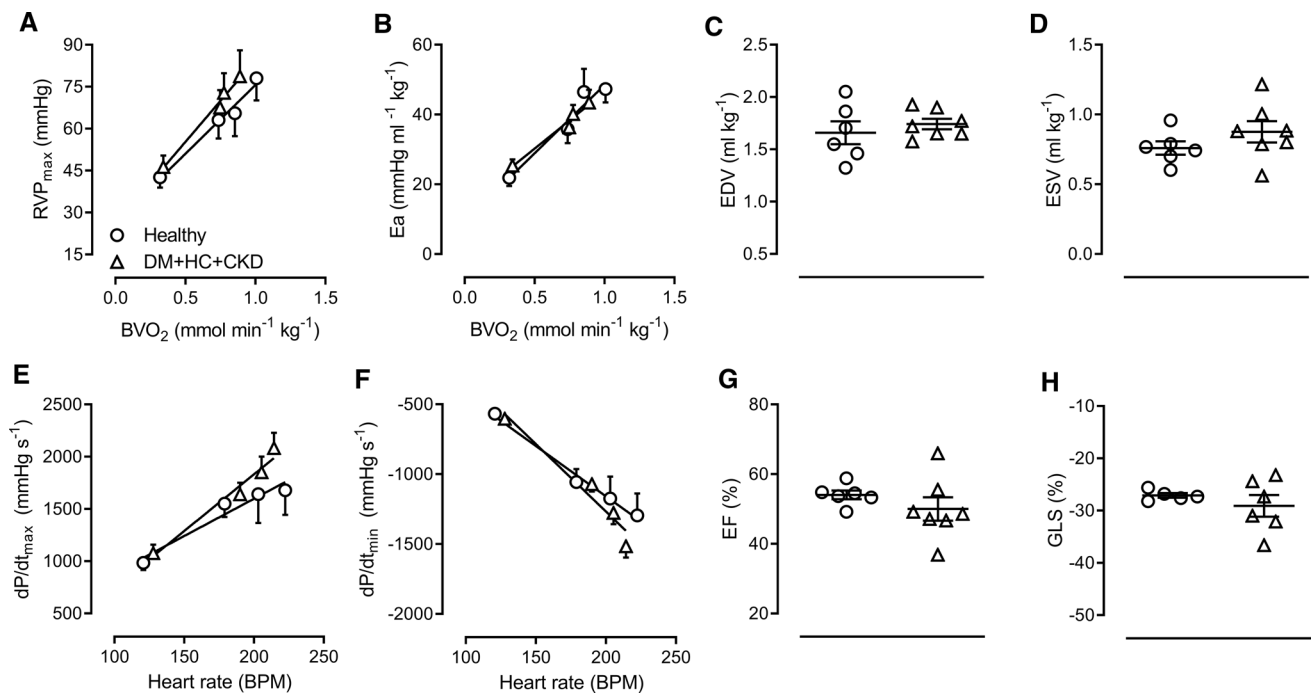 A
RVPmax (mmHg)
90
75
60
45
30
15
Healthy
DM+HC+CKD
0.0 0.5 1.0 1.5
BVO2 (mmol min-1 kg-1)
B
Ea (mmHg ml -1 kg-1)
60
40
20
0
0.0 0.5 1.0 1.5
BVO2 (mmol min-1 kg-1)
C
EDV (ml kg-1)
2.5
2.0
1.5
1.0
0.5
D
ESV (ml kg-1)
1.5
1.0
0.5
0.0
E
dP/dtmax (mmHg s-1)
2500
2000
1500
1000
500
100 150 200 250
Heart rate (BPM)
F
dP/dtmin (mmHg s-1)
-500
-1000
-1500
-2000
100 150 200 250
Heart rate (BPM)
G
EF (%)
80
60
40
20
H
GLS (%)
-10
-20
-30
-40
-50